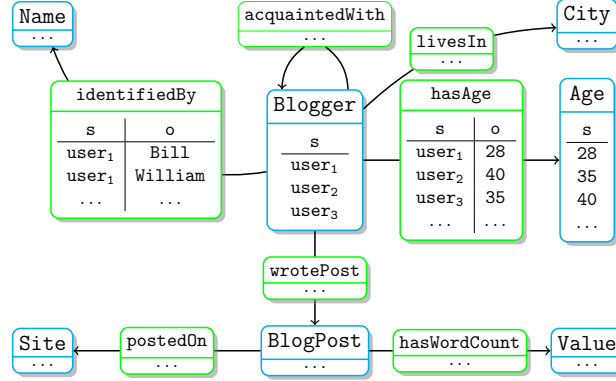 Name
...
acquaintedWith
...
livesIn
...
City
...
identifiedBy
s o
user₁ Bill
user₁ William
... ...
Blogger
s
user₁
user₂
user₃
hasAge
s o
user₁ 28
user₂ 40
user₃ 35
... ...
Age
s
28
35
40
...
wrotePost
...
Site
...
postedOn
...
BlogPost
...
hasWordCount
...
Value
...